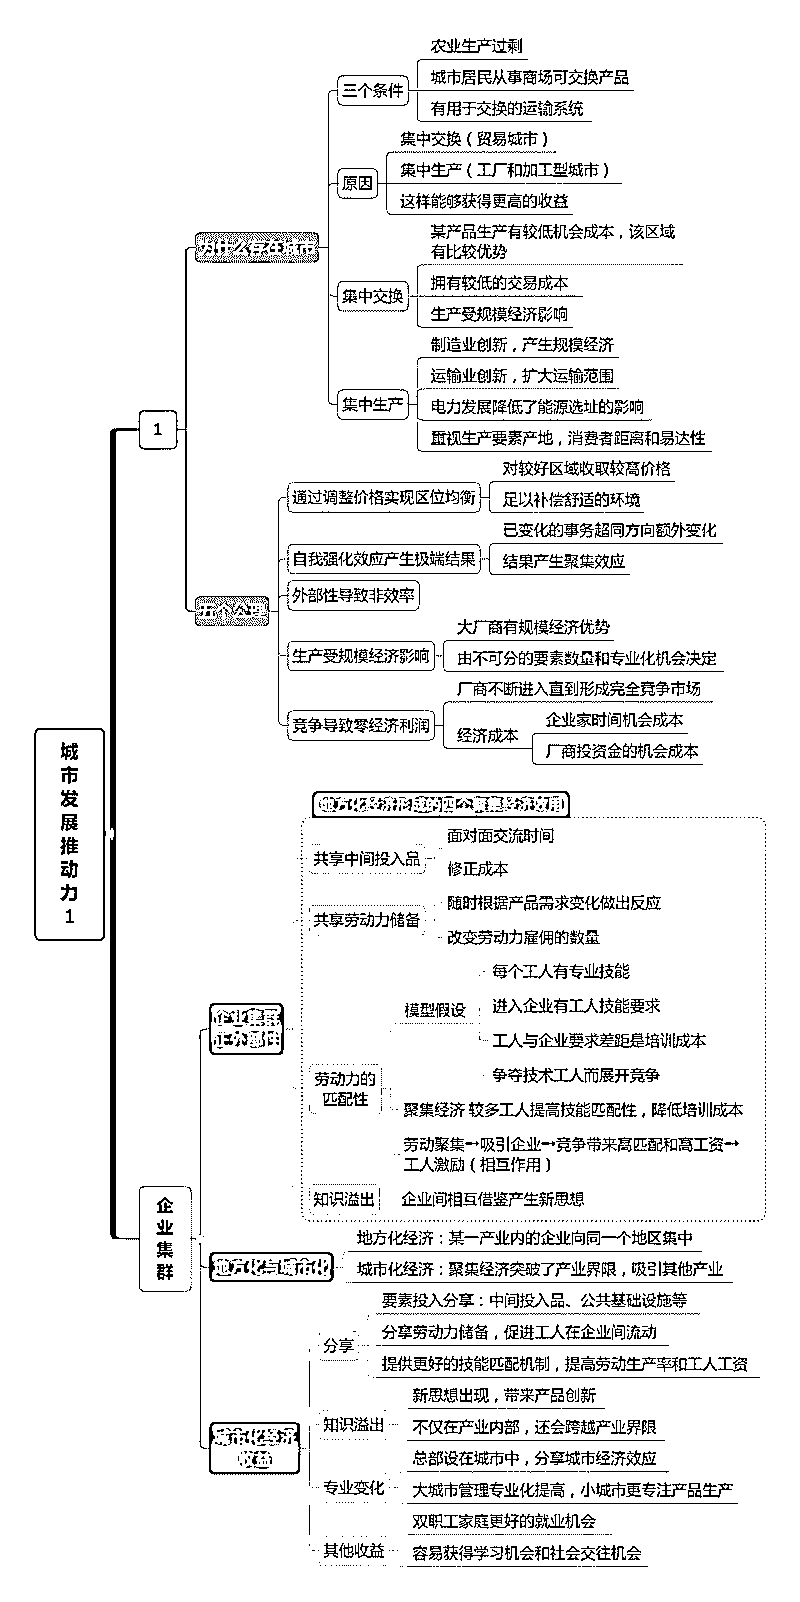 城市发展推动力1
1
为什么存在城市
三个条件
农业生产过剩
城市居民从事商场可交换产品
有用于交换的运输系统
原因
集中交换（贸易城市）
集中生产（工厂和加工型城市）
这样能够获得更高的收益
集中交换
某产品生产有较低机会成本，该区域
有比较优势
拥有较低的交易成本
生产受规模经济影响
集中生产
制造业创新，产生规模经济
运输业创新，扩大运输范围
电力发展降低了能源选址的影响
重视生产要素产地，消费者距离和易达性
五个公理
通过调整价格实现区位均衡
对较好区域收取较高价格
足以补偿舒适的环境
自我强化效应产生极端结果
已变化的事务超同方向额外变化
结果产生聚集效应
外部性导致非效率
生产受规模经济影响
大厂商有规模经济优势
由不可分的要素数量和专业化机会决定
竞争导致零经济利润
厂商不断进入直到形成完全竞争市场
经济成本
企业家时间机会成本
厂商投资金的机会成本
企业集群
企业集群
正外部性
地方化经济形成的四个聚集经济效用
共享中间投入品
面对面交流时间
修正成本
共享劳动力储备
随时根据产品需求变化做出反应
改变劳动力雇佣的数量
劳动力的
匹配性
模型假设
每个工人有专业技能
进入企业有工人技能要求
工人与企业要求差距是培训成本
争夺技术工人而展开竞争
聚集经济 较多工人提高技能匹配性，降低培训成本
劳动聚集→吸引企业→竞争带来高匹配和高工资→
工人激励（相互作用）
知识溢出
企业间相互借鉴产生新思想
地方化与城市化
地方化经济：某一产业内的企业向同一个地区集中
城市化经济：聚集经济突破了产业界限，吸引其他产业
城市化经济
收益
分享
要素投入分享：中间投入品、公共基础设施等
分享劳动力储备，促进工人在企业间流动
提供更好的技能匹配机制，提高劳动生产率和工人工资
知识溢出
新思想出现，带来产品创新
不仅在产业内部，还会跨越产业界限
专业变化
总部设在城市中，分享城市经济效应
大城市管理专业化提高，小城市更专注产品生产
其他收益
双职工家庭更好的就业机会
容易获得学习机会和社会交往机会